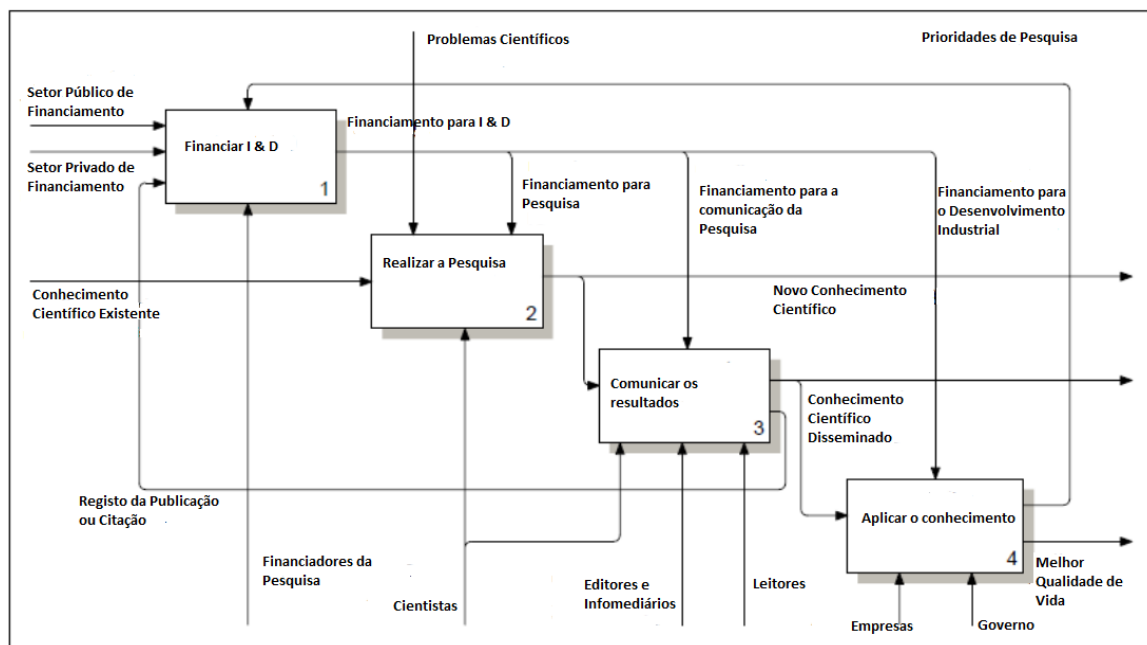 Problemas Científicos
Prioridades de Pesquisa
Setor Público de
Financiamento
Financiar I & D
1
Financiamento para I & D
Setor Privado de
Financiamento
Financiamento para
Pesquisa
Financiamento para a
comunicação da
Pesquisa
Financiamento para
o Desenvolvimento
Industrial
Realizar a Pesquisa
2
Conhecimento
Científico Existente
Novo Conhecimento
Científico
Comunicar os
resultados
3
Conhecimento
Científico
Disseminado
Registo da Publicação
ou Citação
Aplicar o conhecimento
4
Financiadores da
Pesquisa
Cientistas
Editores e
Infomediários
Leitores
Empresas
Governo
Melhor
Qualidade de
Vida